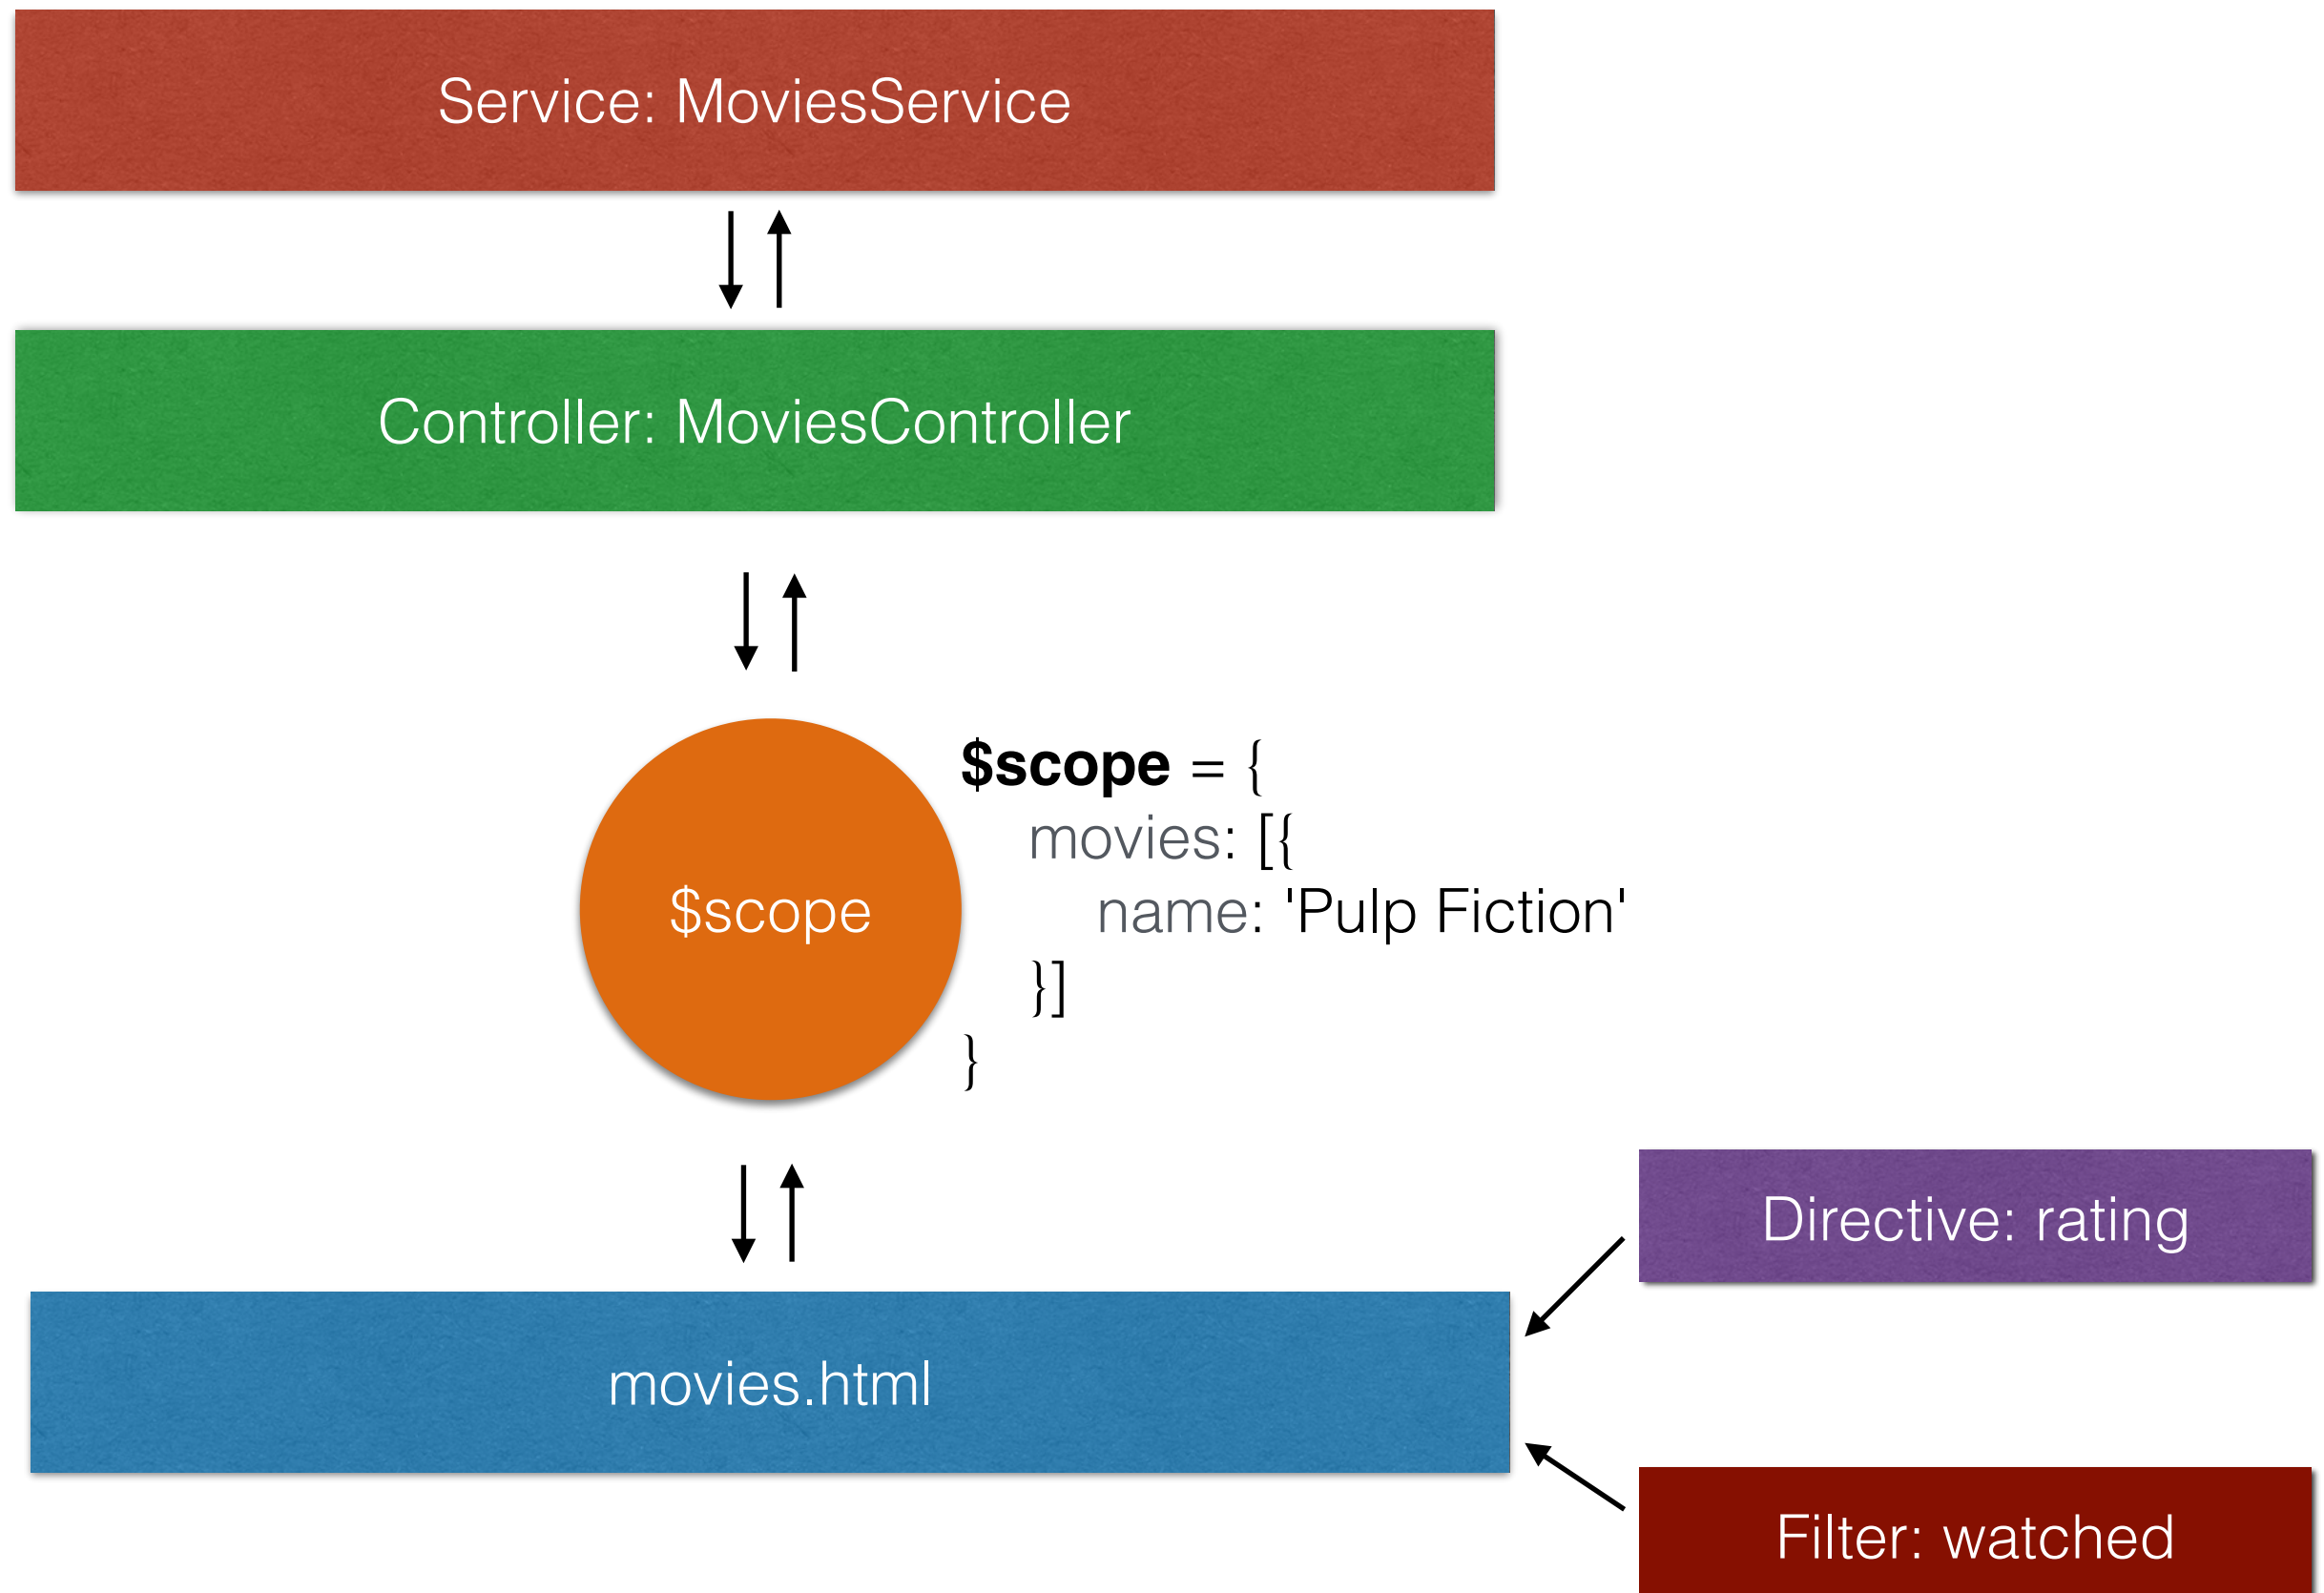 Service: MoviesService
Controller: MoviesController
$scope
$scope = {
movies: [{
name: 'Pulp Fiction'
}]
}
Directive: rating
movies.html
Filter: watched